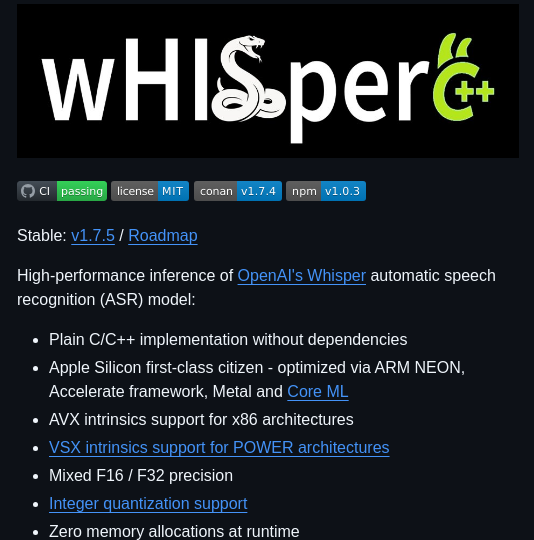 wHISper C++
CI passing license MIT conan v1.7.4 npm v1.0.3
Stable: v1.7.5 / Roadmap
High-performance inference of OpenAI's Whisper automatic speech
recognition (ASR) model:
• Plain C/C++ implementation without dependencies
• Apple Silicon first-class citizen - optimized via ARM NEON,
Accelerate framework, Metal and Core ML
• AVX intrinsics support for x86 architectures
• VSX intrinsics support for POWER architectures
• Mixed F16 / F32 precision
• Integer quantization support
• Zero memory allocations at runtime